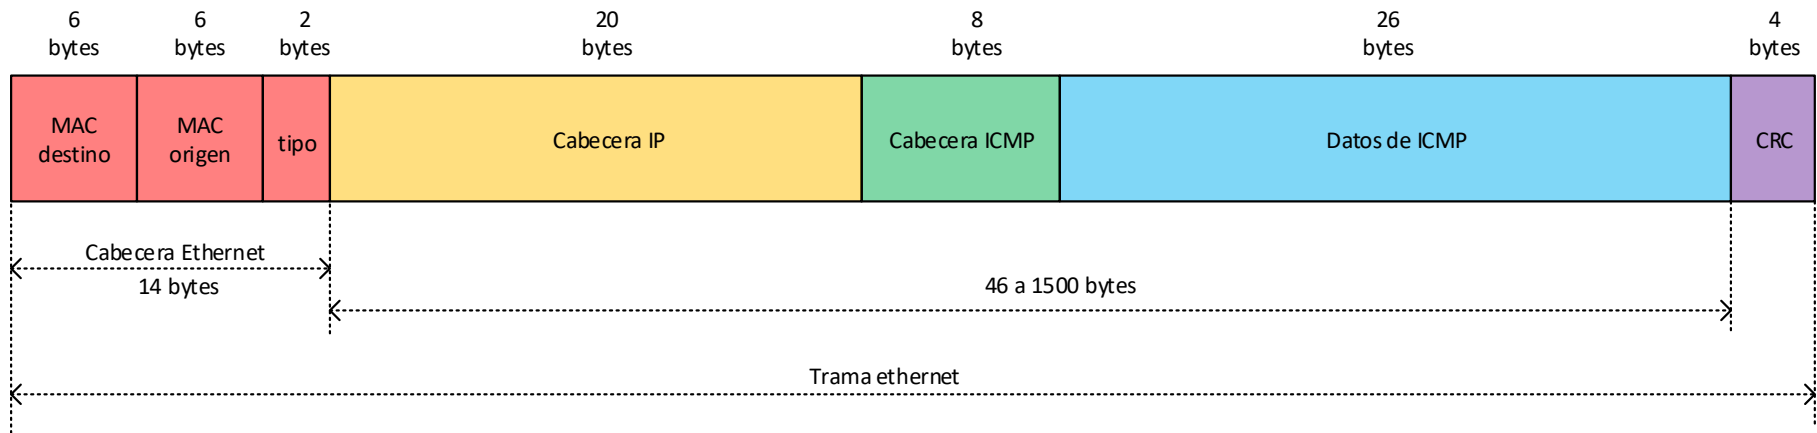 6
bytes
6
bytes
2
bytes
20
bytes
8
bytes
26
bytes
4
bytes
MAC
destino
MAC
origen
tipo
Cabecera IP
Cabecera ICMP
Datos de ICMP
CRC
Cabecera Ethernet
14 bytes
46 a 1500 bytes
Trama ethernet